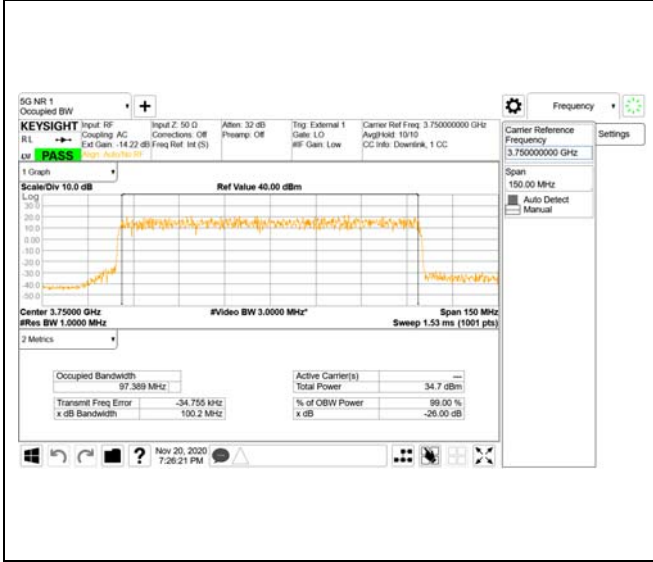 5G NR 1
Occupied BW
Frequency
KEYSIGHT
Input: RF
Input Z: 50 Ω
Atten: 32 dB
Trig: External 1
Carrier Ref Freq: 3.750000000 GHz
RL
Coupling: AC
Corrections: Off
Preamp: Off
Gate: LO
Avg|Hold: 10/10
Ext Gain: -14.22 dB
Freq Ref: Int (S)
#IF Gain: Low
CC Info: Downlink, 1 CC
PASS
Align: Auto/No RF
Carrier Reference
Frequency
3.750000000 GHz
Settings
Span
150.00 MHz
Auto Detect
Manual
1 Graph
Scale/Div 10.0 dB
Ref Value 40.00 dBm
Log
30.0
20.0
10.0
0.00
-10.0
-20.0
-30.0
-40.0
-50.0
Center 3.75000 GHz
#Video BW 3.0000 MHz*
Span 150 MHz
#Res BW 1.0000 MHz
Sweep 1.53 ms (1001 pts)
2 Metrics
Occupied Bandwidth
97.389 MHz
Active Carrier(s)
---
Total Power
34.7 dBm
Transmit Freq Error
-34.755 kHz
% of OBW Power
99.00 %
x dB Bandwidth
100.2 MHz
x dB
-26.00 dB
?
Nov 20, 2020
7:26:21 PM